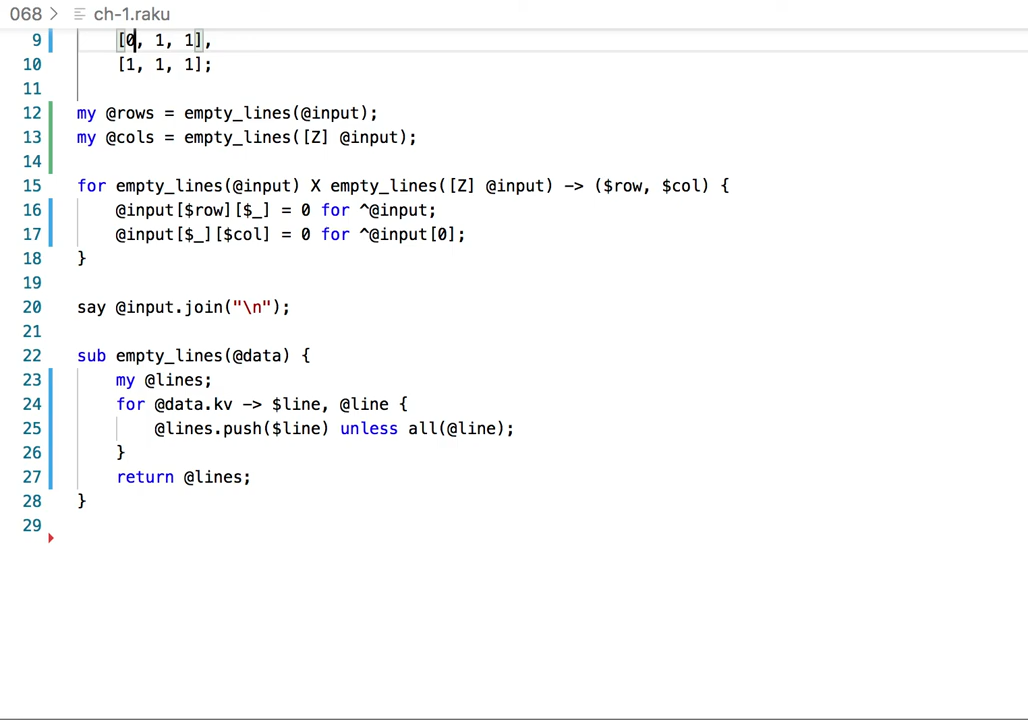 068 > ch-1.raku
9 [0, 1, 1],
10 [1, 1, 1];
11
12 my @rows = empty_lines(@input);
13 my @cols = empty_lines([Z] @input);
14
15 for empty_lines(@input) X empty_lines([Z] @input) -> ($row, $col) {
16 @input[$row][$_] = 0 for ^@input;
17 @input[$_][$col] = 0 for ^@input[0];
18 }
19
20 say @input.join("\n");
21
22 sub empty_lines(@data) {
23 my @lines;
24 for @data.kv -> $line, @line {
25 @lines.push($line) unless all(@line);
26 }
27 return @lines;
28 }
29